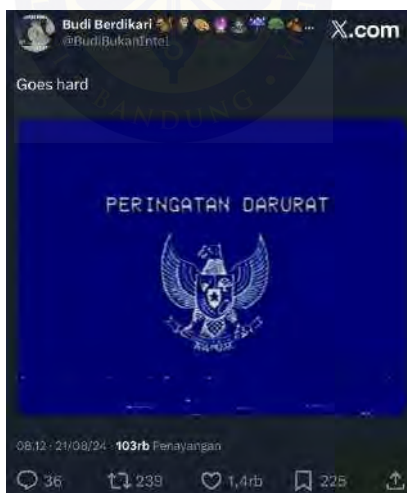 Budi Berdikari
X.com
@BudiBukanIntel
BANDUNG
Goes hard
PERINGATAN DARURAT
08.12 · 21/08/24 · 103rb Penayangan
36 239 1,4rb 225